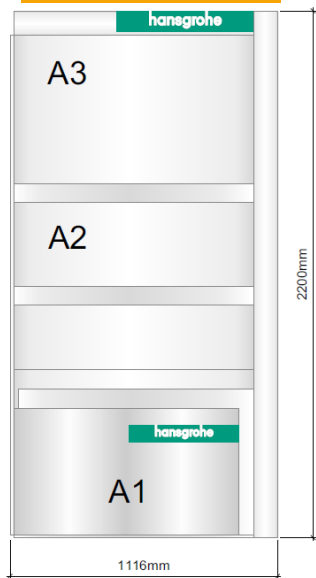 hansgrohe
A3
A2
2200mm
hansgrohe
A1
1116mm